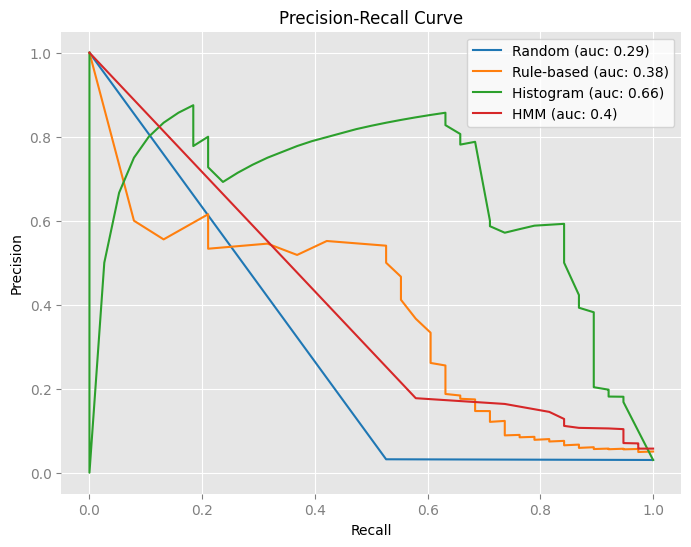 Precision-Recall Curve
Random (auc: 0.29)
Rule-based (auc: 0.38)
Histogram (auc: 0.66)
HMM (auc: 0.4)
Precision
1.0
0.8
0.6
0.4
0.2
0.0
0.0 0.2 0.4 0.6 0.8 1.0
Recall